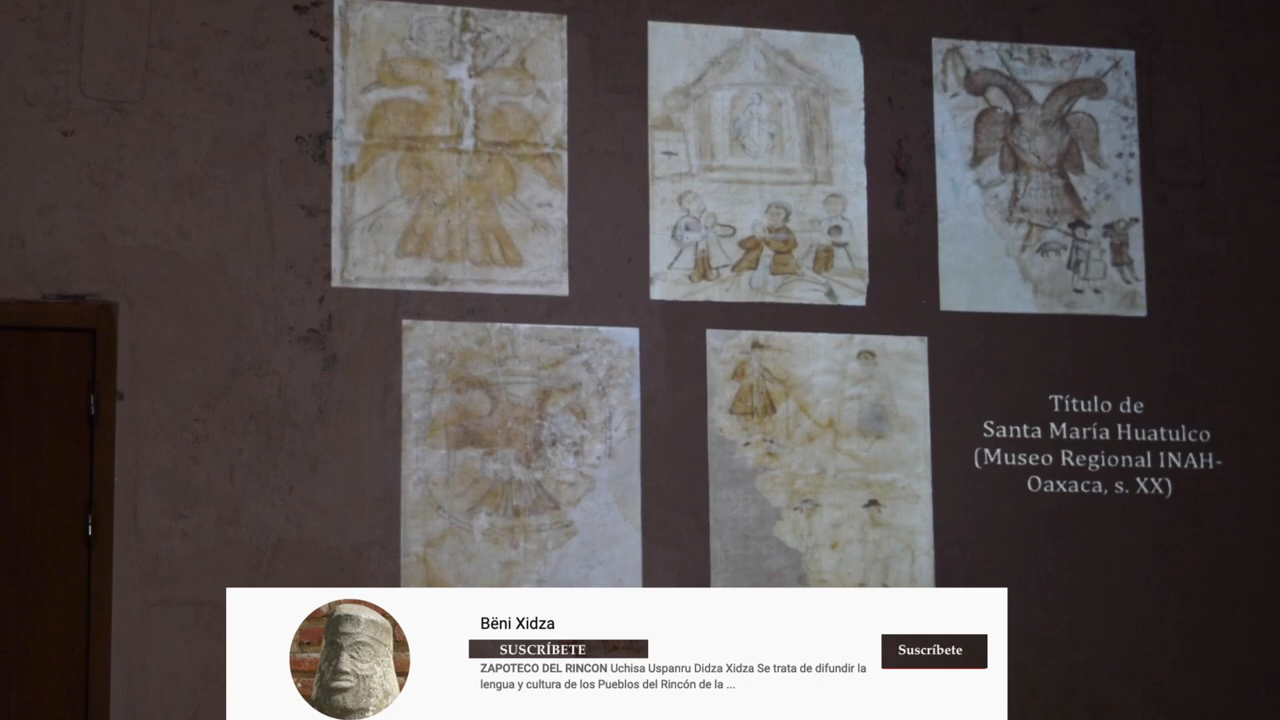 Título de
Santa María Huatulco
(Museo Regional INAH-
Oaxaca, s. XX)
Bëni Xidza
SUSCRÍBETE
Suscríbete
ZAPOTECO DEL RINCON Uchisa Uspanru Didza Xidza Se trata de difundir la
lengua y cultura de los Pueblos del Rincón de la ...